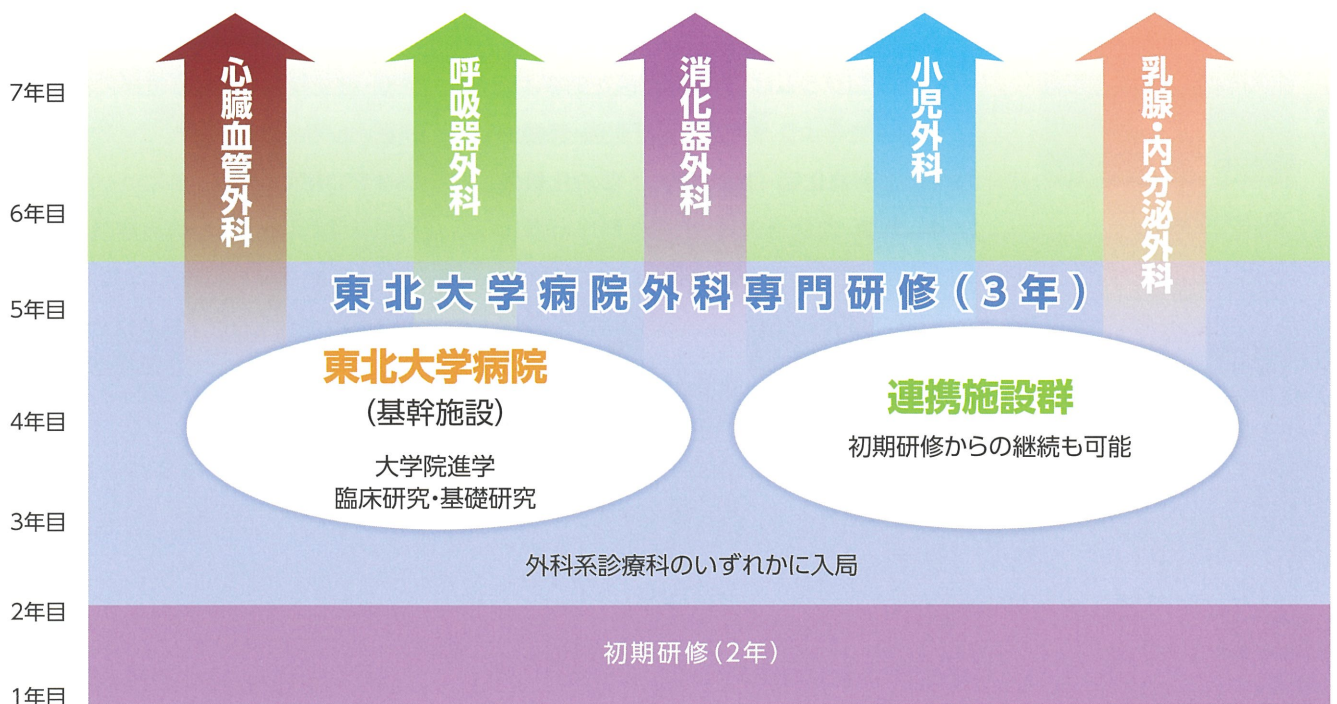 心臓血管外科
呼吸器外科
消化器外科
小児外科
乳腺・内分泌外科
7年目
6年目
5年目
4年目
3年目
2年目
1年目
東北大学病院外科専門研修(3年)
東北大学病院
(基幹施設)
大学院進学
臨床研究・基礎研究
連携施設群
初期研修からの継続も可能
外科系診療科のいずれかに入局
初期研修(2年)